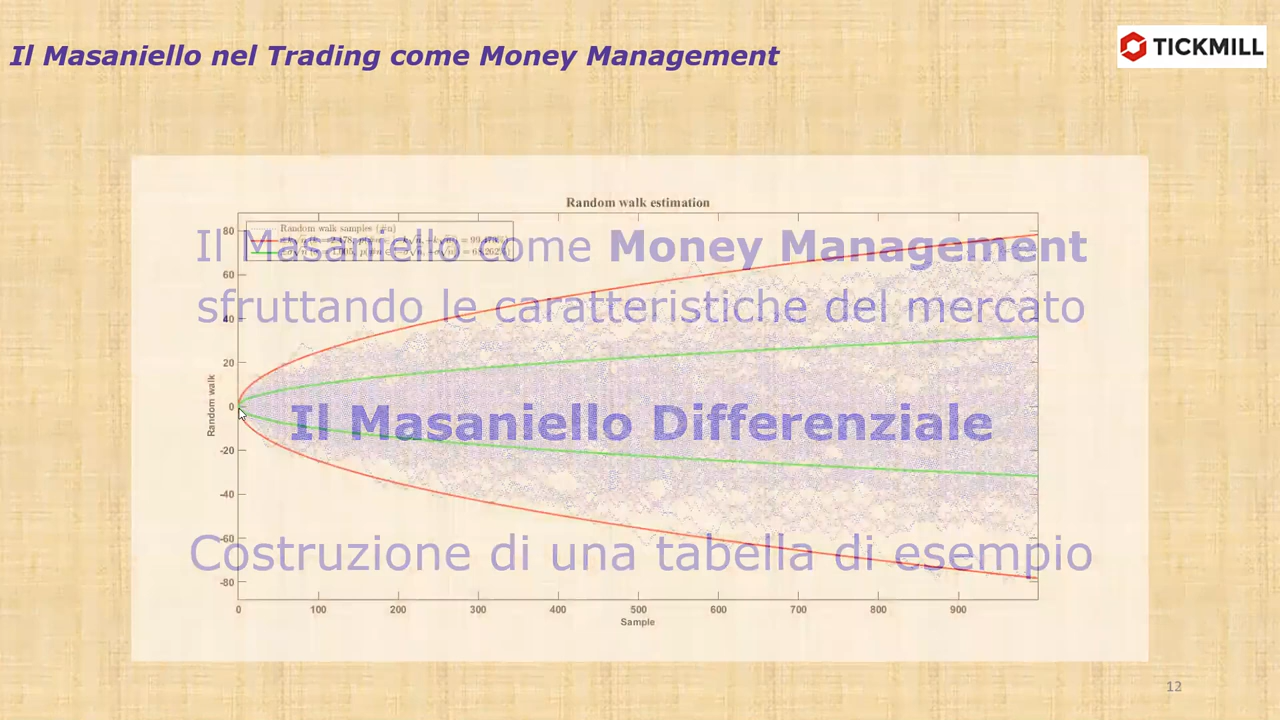 Il Masaniello nel Trading come Money Management
TICKMILL
Random walk estimation
Random walk samples (#n)
Il Masaniello come Money Management
sfruttando le caratteristiche del mercato
Il Masaniello Differenziale
Costruzione di una tabella di esempio
80
60
40
20
0
-20
-40
-60
-80
Random walk
0 100 200 300 400 500 600 700 800 900
Sample
12